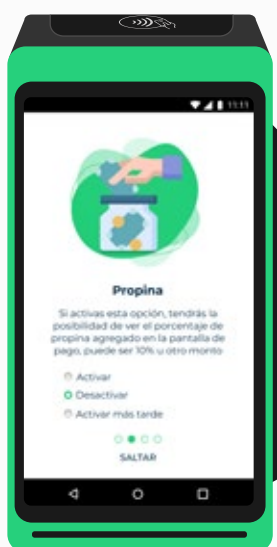 11:11
Propina
Si activas esta opción, tendrás la
posibilidad de ver el porcentaje de
propina agregado en la pantalla de
pago, puede ser 10% u otro monto
Activar
Desactivar
Activar más tarde
SALTAR